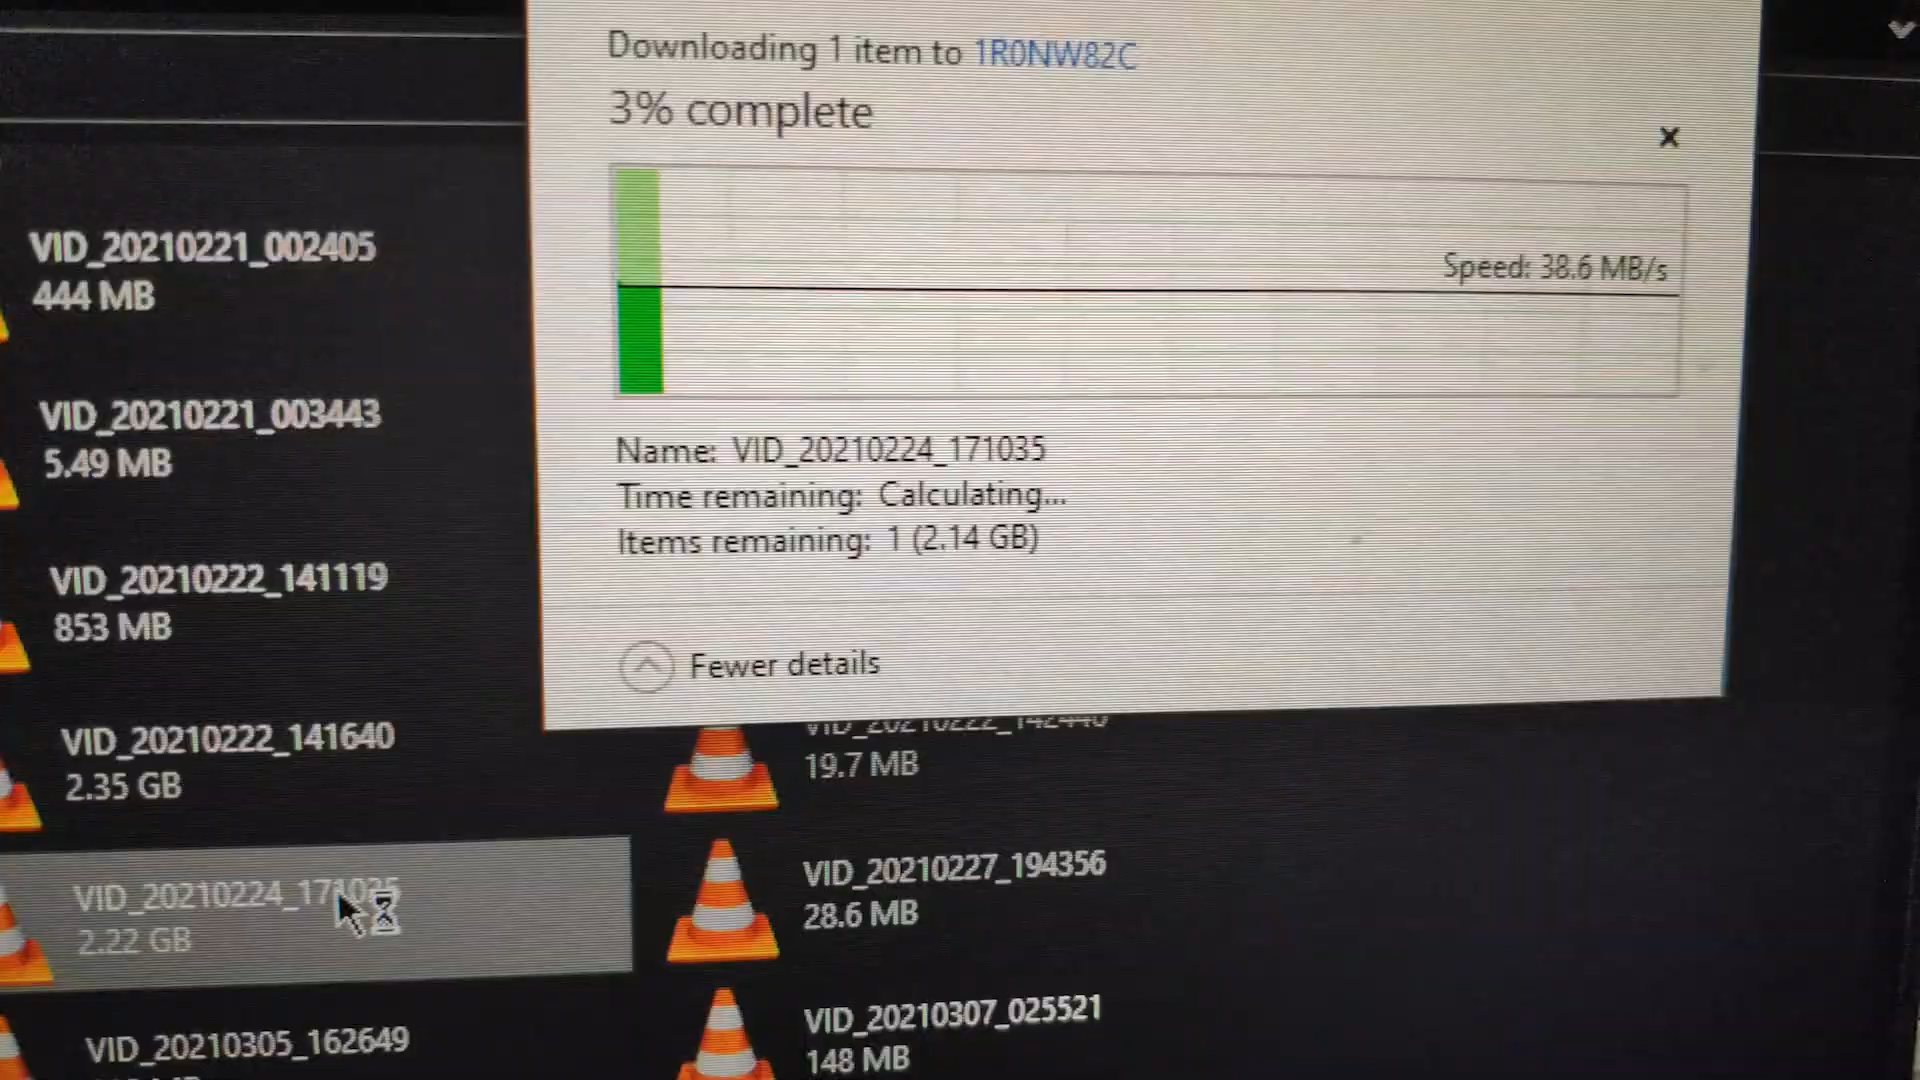 Downloading 1 item to 1R0NW82C
3% complete
Speed: 38.6 MB/s
Name: VID_20210224_171035
Time remaining: Calculating...
Items remaining: 1 (2.14 GB)
Fewer details
VID_20210221_002405
444 MB
VID_20210221_003443
5.49 MB
VID_20210222_141119
853 MB
VID_20210222_141640
2.35 GB
VID_20210224_171035
2.22 GB
VID_20210305_162649
19.7 MB
VID_20210227_194356
28.6 MB
VID_20210307_025521
148 MB